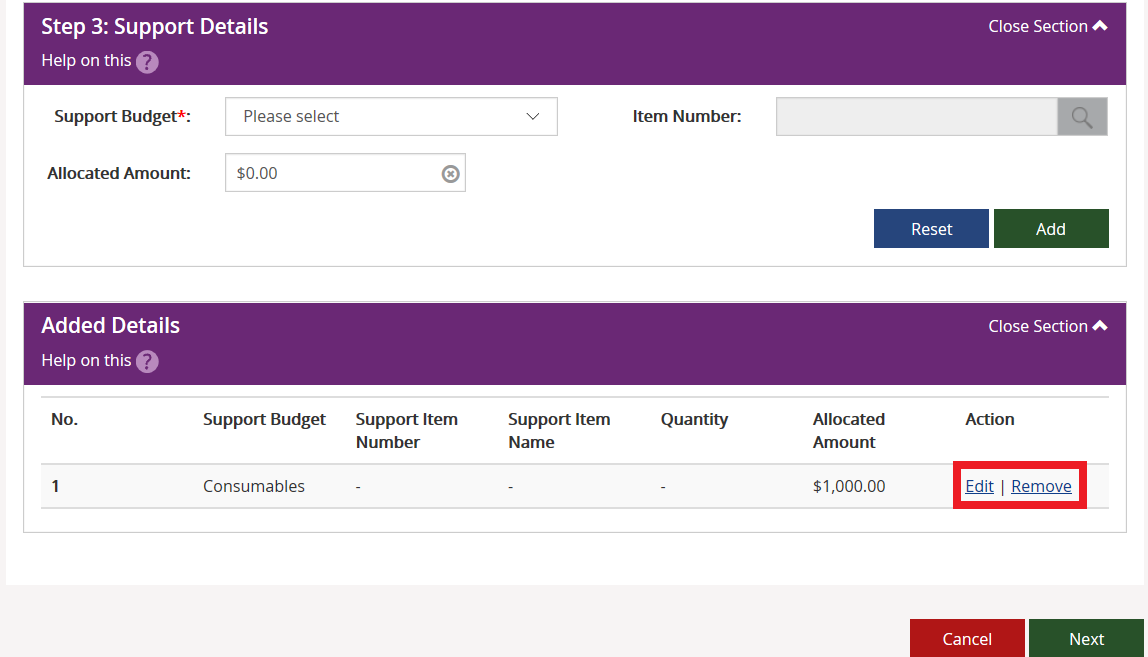 Step 3: Support Details
Close Section
Help on this ?
Support Budget*:
Please select
Item Number:
Allocated Amount:
$0.00
Reset
Add
Added Details
Close Section
Help on this ?
No.
Support Budget
Support Item
Number
Support Item
Name
Quantity
Allocated
Amount
Action
1
Consumables
-
-
-
$1,000.00
Edit | Remove
Cancel
Next